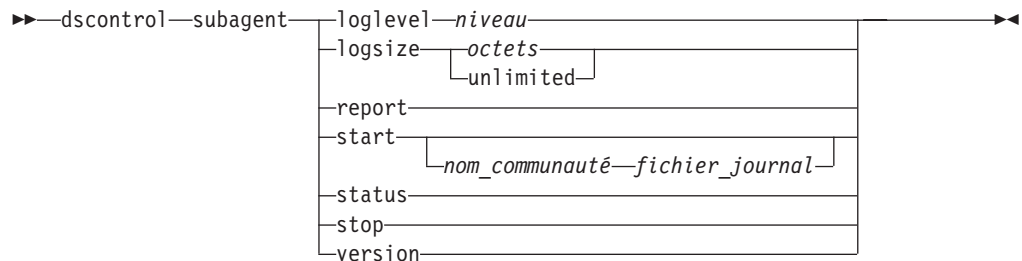 dscontrol subagent loglevel niveau
logsize octets
unlimited
report
start
nom_communauté fichier_journal
status
stop
version